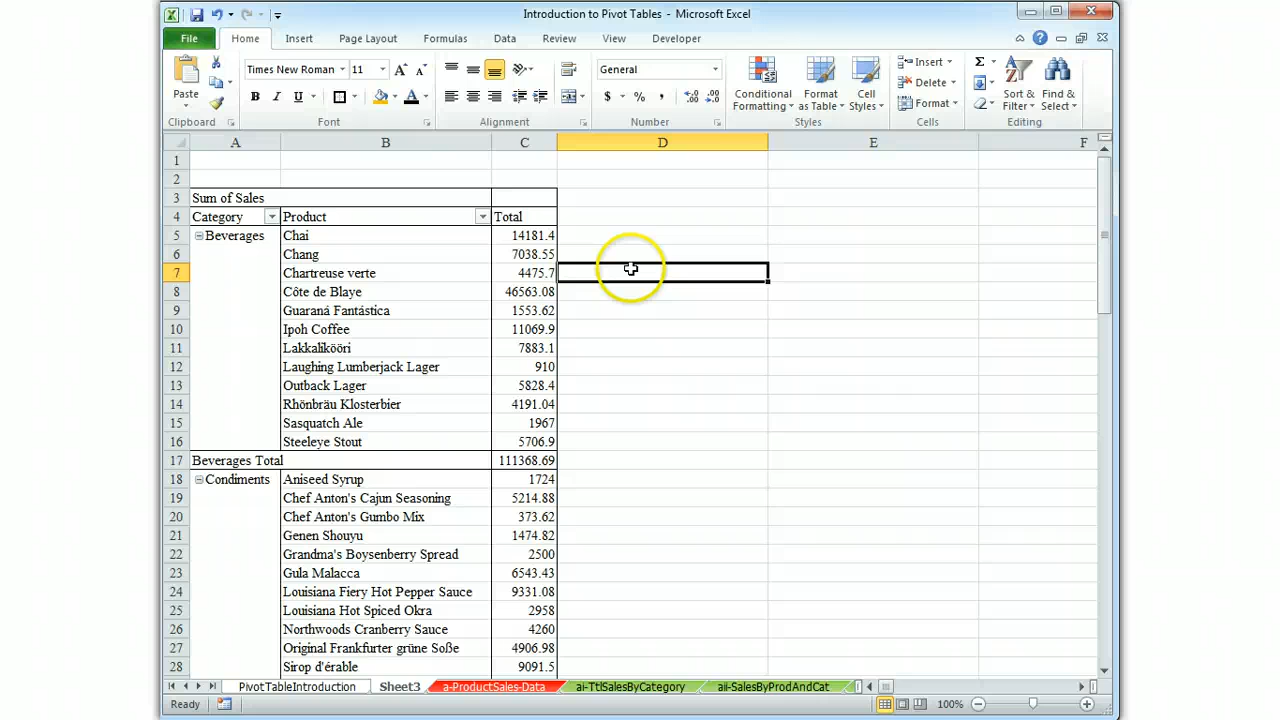 Introduction to Pivot Tables - Microsoft Excel
File Home Insert Page Layout Formulas Data Review View Developer
Times New Roman 11 A A General Insert
B I U A $ % , .00 .0 Delete
Paste Conditional Formatting Format as Table Cell Styles Format Sort & Filter Find & Select
Clipboard Font Alignment Number Styles Cells Editing
A B C D E F
1
2
3 Sum of Sales
4 Category Product Total
5 Beverages Chai 14181.4
6 Chang 7038.55
7 Chartreuse verte 4475.7
8 Côte de Blaye 46563.08
9 Guaraná Fantástica 1553.62
10 Ipoh Coffee 11069.9
11 Lakkalikööri 7883.1
12 Laughing Lumberjack Lager 910
13 Outback Lager 5828.4
14 Rhönbräu Klosterbier 4191.04
15 Sasquatch Ale 1967
16 Steeleye Stout 5706.9
17 Beverages Total 111368.69
18 Condiments Aniseed Syrup 1724
19 Chef Anton's Cajun Seasoning 5214.88
20 Chef Anton's Gumbo Mix 373.62
21 Genen Shouyu 1474.82
22 Grandma's Boysenberry Spread 2500
23 Gula Malacca 6543.43
24 Louisiana Fiery Hot Pepper Sauce 9331.08
25 Louisiana Hot Spiced Okra 2958
26 Northwoods Cranberry Sauce 4260
27 Original Frankfurter grüne Soße 4906.98
28 Sirop d'érable 9091.5
PivotTableIntroduction Sheet3 a-ProductSales-Data ai-TtlSalesByCategory aii-SalesByProdAndCat
Ready 100%